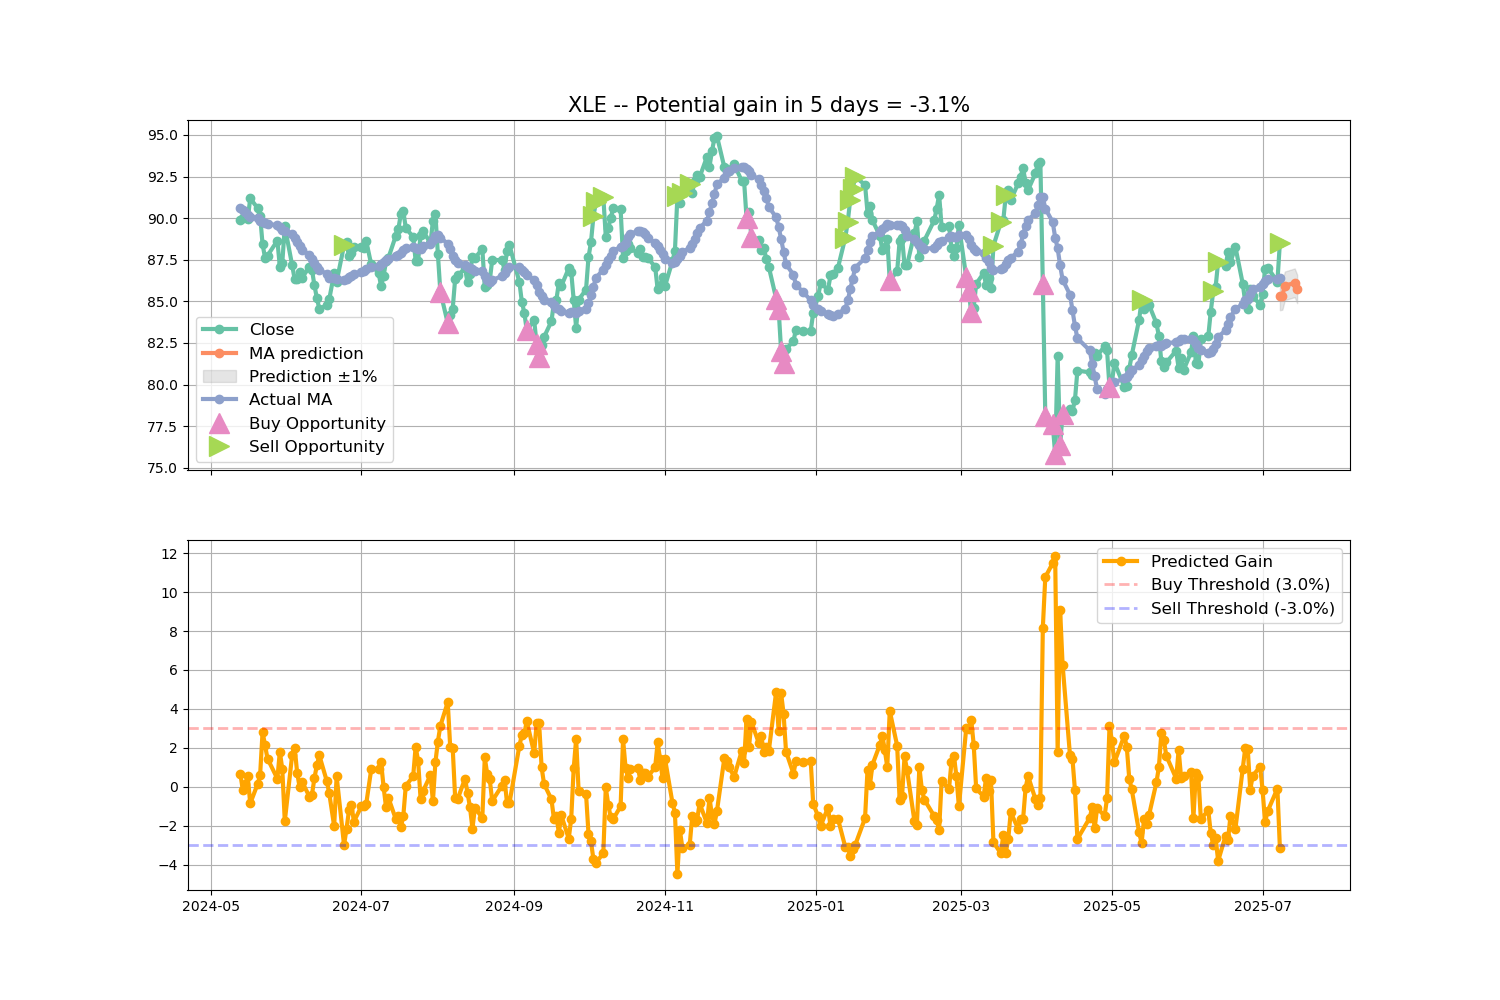 XLE -- Potential gain in 5 days = -3.1%
95.0
92.5
90.0
87.5
85.0
82.5
80.0
77.5
75.0
Close
MA prediction
Prediction ±1%
Actual MA
Buy Opportunity
Sell Opportunity
12
10
8
6
4
2
0
−2
−4
Predicted Gain
Buy Threshold (3.0%)
Sell Threshold (-3.0%)
2024-05 2024-07 2024-09 2024-11 2025-01 2025-03 2025-05 2025-07